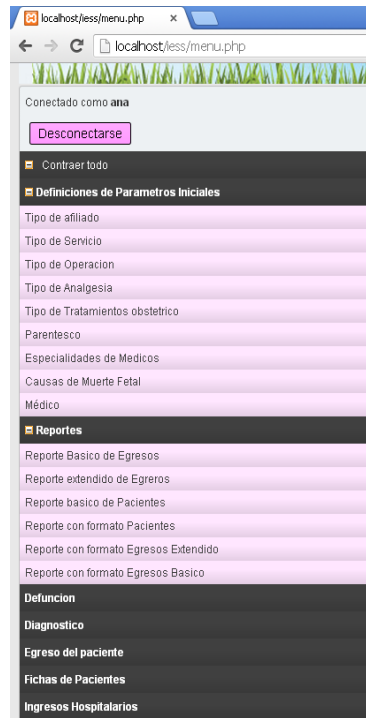 localhost/iess/menu.php
localhost/iess/menu.php
Conectado como ana
Desconectarse
Contraer todo
Definiciones de Parametros Iniciales
Tipo de afiliado
Tipo de Servicio
Tipo de Operacion
Tipo de Analgesia
Tipo de Tratamientos obstetrico
Parentesco
Especialidades de Medicos
Causas de Muerte Fetal
Médico
Reportes
Reporte Basico de Egresos
Reporte extendido de Egreros
Reporte basico de Pacientes
Reporte con formato Pacientes
Reporte con formato Egresos Extendido
Reporte con formato Egresos Basico
Defuncion
Diagnostico
Egreso del paciente
Fichas de Pacientes
Ingresos Hospitalarios